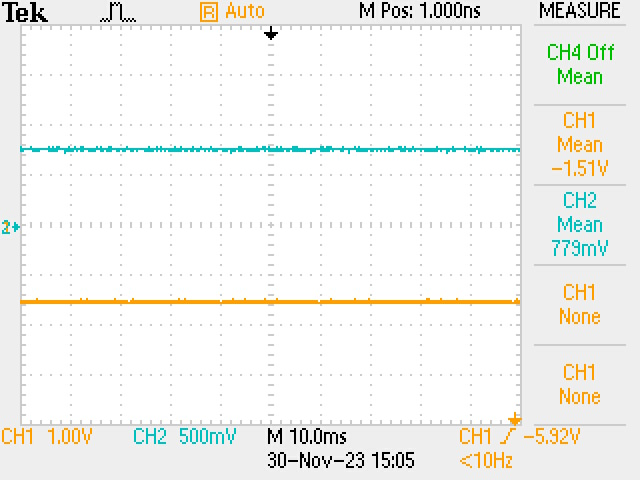 Tek R Auto M Pos: 1.000ns MEASURE
CH4 Off
Mean
CH1
Mean
-1.51V
CH2
Mean
779mV
CH1
None
CH1
None
2
CH1 1.00V CH2 500mV M 10.0ms CH1 -5.92V
30-Nov-23 15:05 <10Hz